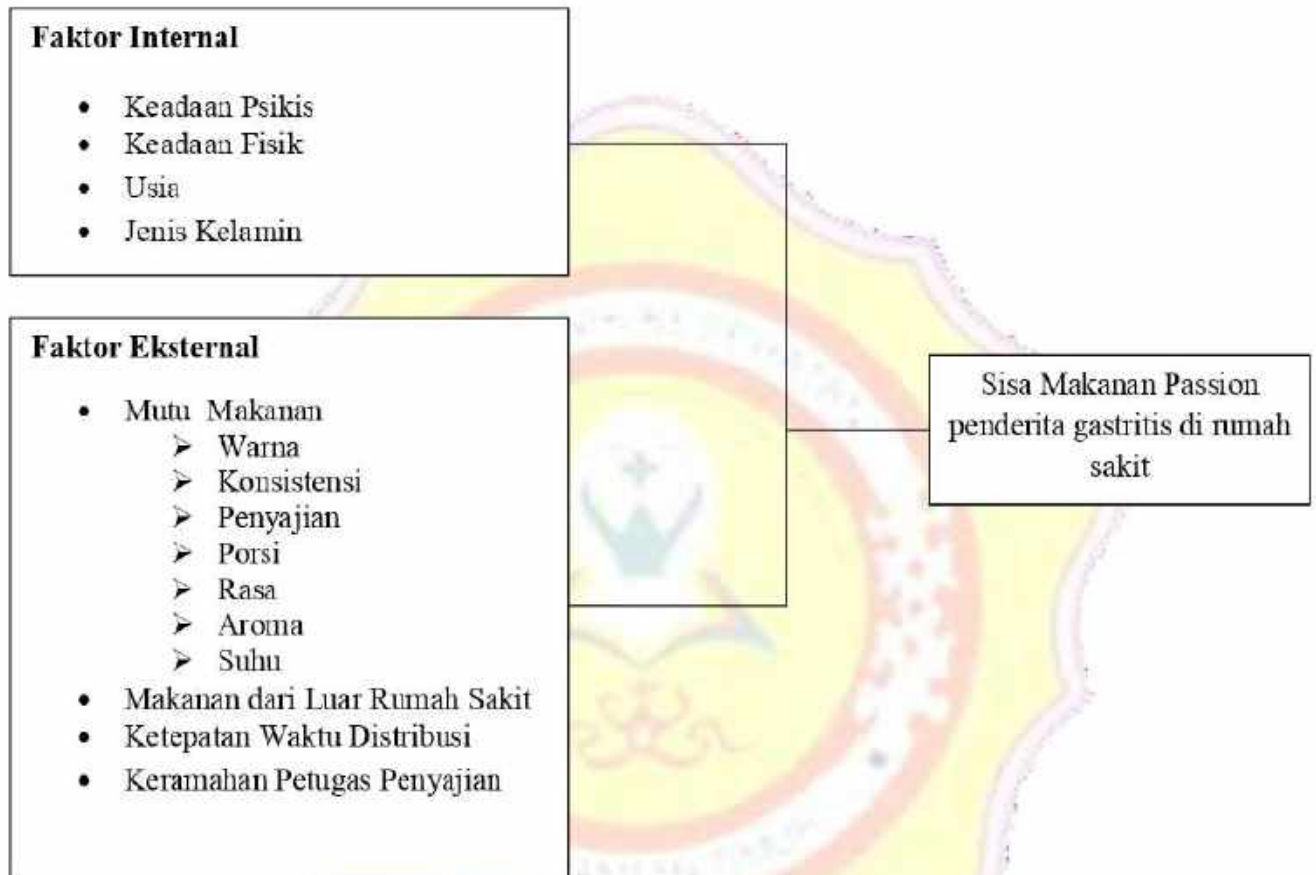 Faktor Internal
• Keadaan Psikis
• Keadaan Fisik
• Usia
• Jenis Kelamin
Faktor Eksternal
• Mutu Makanan
➢ Warna
➢ Konsistensi
➢ Penyajian
➢ Porsi
➢ Rasa
➢ Aroma
➢ Suhu
• Makanan dari Luar Rumah Sakit
• Ketepatan Waktu Distribusi
• Keramahan Petugas Penyajian
Sisa Makanan Passion
penderita gastritis di rumah
sakit